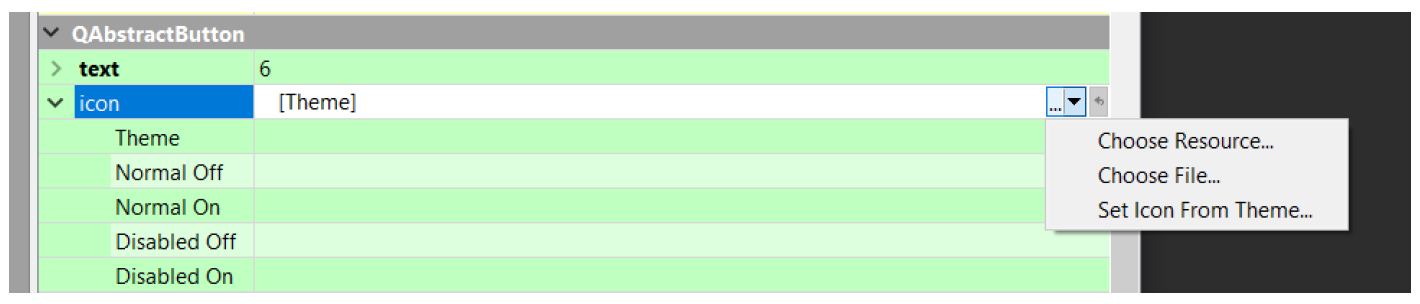 QAbstractButton
text 6
icon [Theme] ...
Theme
Choose Resource...
Normal Off
Choose File...
Normal On
Set Icon From Theme...
Disabled Off
Disabled On